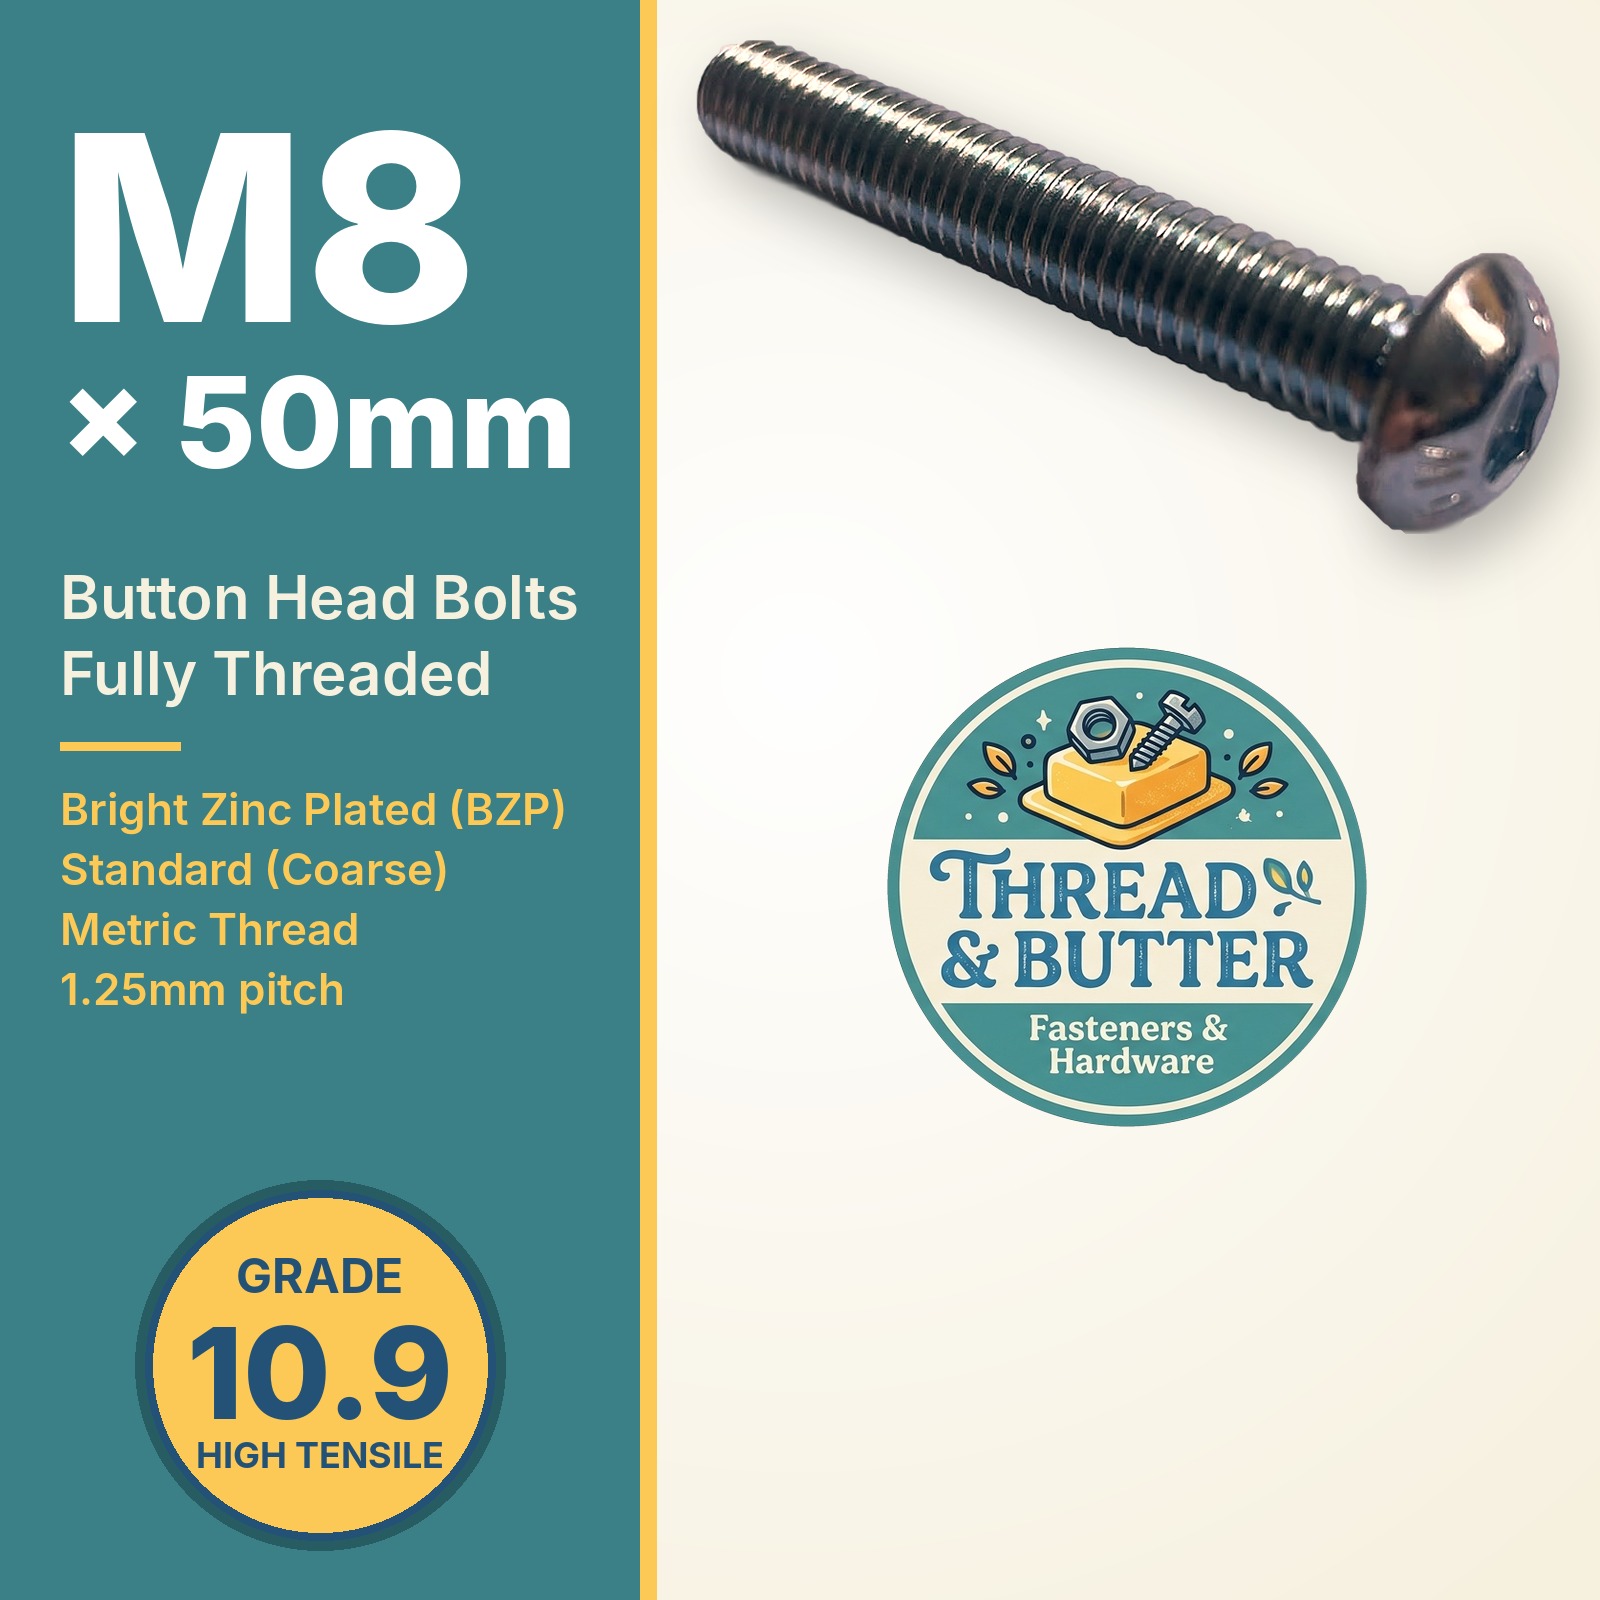 M8
× 50mm
Button Head Bolts
Fully Threaded
Bright Zinc Plated (BZP)
Standard (Coarse)
Metric Thread
1.25mm pitch
GRADE
10.9
HIGH TENSILE
THREAD
& BUTTER
Fasteners &
Hardware